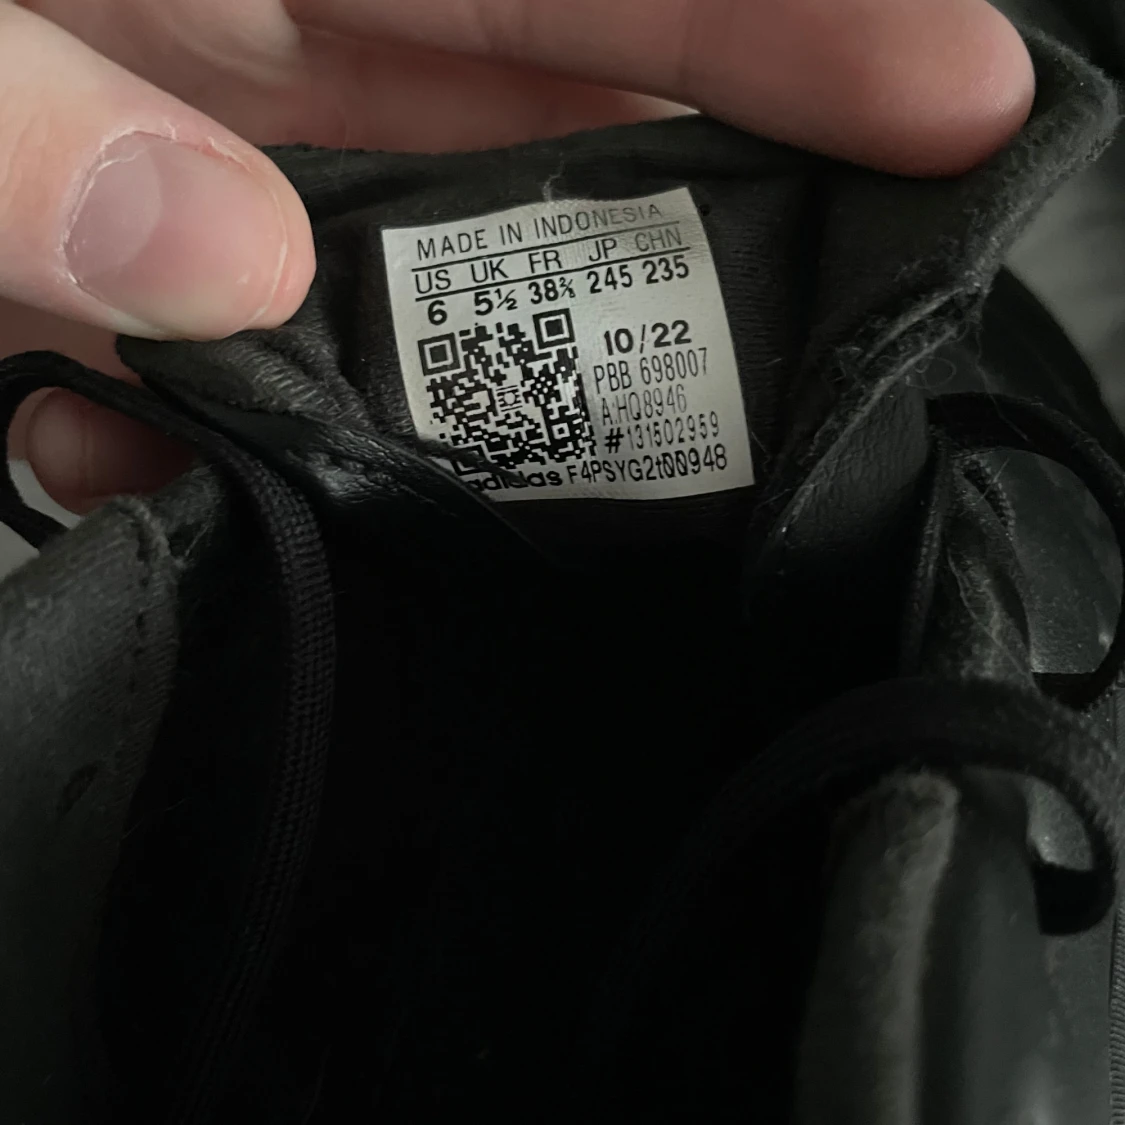 MADE IN INDONESIA
US UK FR JP CHN
6 5½ 38⅔ 245 235
10/22
PBB 698007
A:HQ8946
#131502959
adidas F4PSYG2t00948